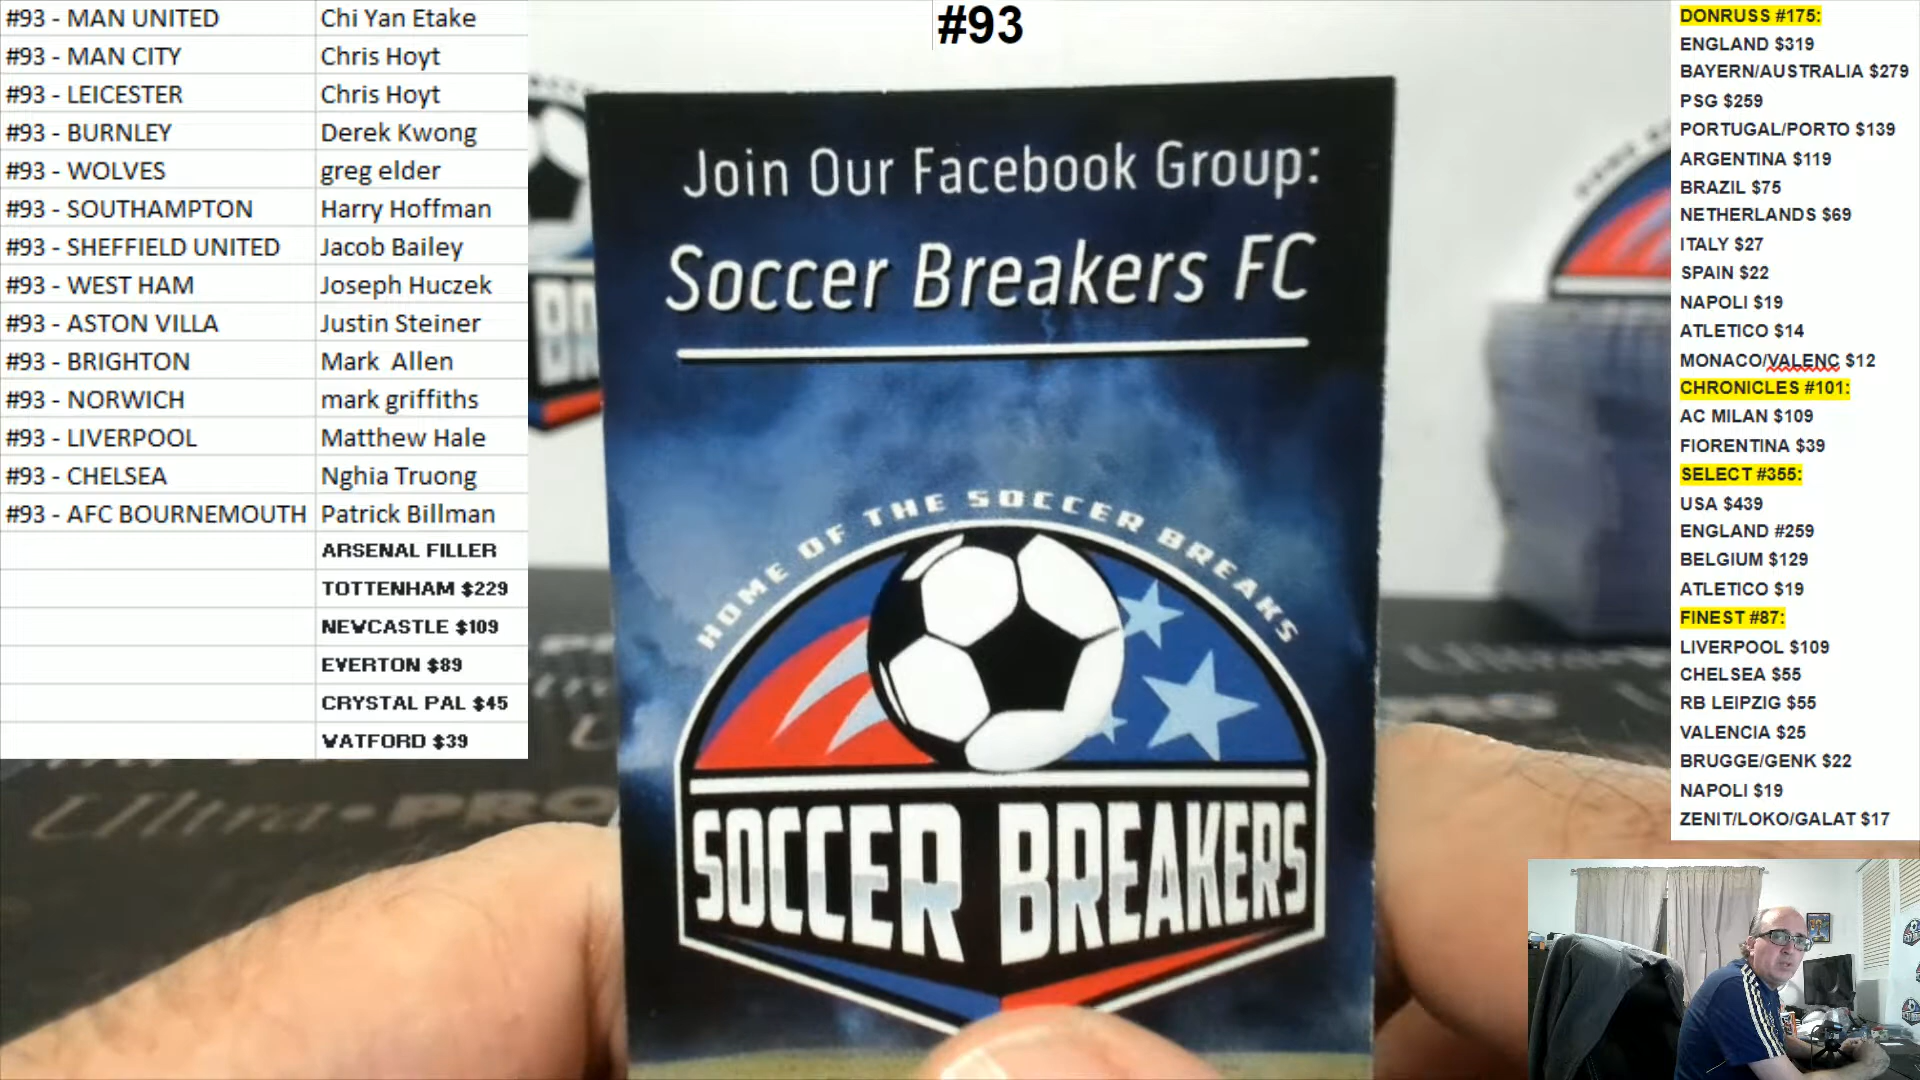 #93 - MAN UNITED Chi Yan Etake
#93 - MAN CITY Chris Hoyt
#93 - LEICESTER Chris Hoyt
#93 - BURNLEY Derek Kwong
#93 - WOLVES greg elder
#93 - SOUTHAMPTON Harry Hoffman
#93 - SHEFFIELD UNITED Jacob Bailey
#93 - WEST HAM Joseph Huczek
#93 - ASTON VILLA Justin Steiner
#93 - BRIGHTON Mark Allen
#93 - NORWICH mark griffiths
#93 - LIVERPOOL Matthew Hale
#93 - CHELSEA Nghia Truong
#93 - AFC BOURNEMOUTH Patrick Billman
ARSENAL FILLER
TOTTENHAM $229
NEWCASTLE $109
EVERTON $89
CRYSTAL PAL $45
WATFORD $39
#93
Join Our Facebook Group:
Soccer Breakers FC
HOME OF THE SOCCER BREAKS
SOCCER BREAKERS
Ultra•PRO
DONRUSS #175:
ENGLAND $319
BAYERN/AUSTRALIA $279
PSG $259
PORTUGAL/PORTO $139
ARGENTINA $119
BRAZIL $75
NETHERLANDS $69
ITALY $27
SPAIN $22
NAPOLI $19
ATLETICO $14
MONACO/VALENC $12
CHRONICLES #101:
AC MILAN $109
FIORENTINA $39
SELECT #355:
USA $439
ENGLAND #259
BELGIUM $129
ATLETICO $19
FINEST #87:
LIVERPOOL $109
CHELSEA $55
RB LEIPZIG $55
VALENCIA $25
BRUGGE/GENK $22
NAPOLI $19
ZENIT/LOKO/GALAT $17